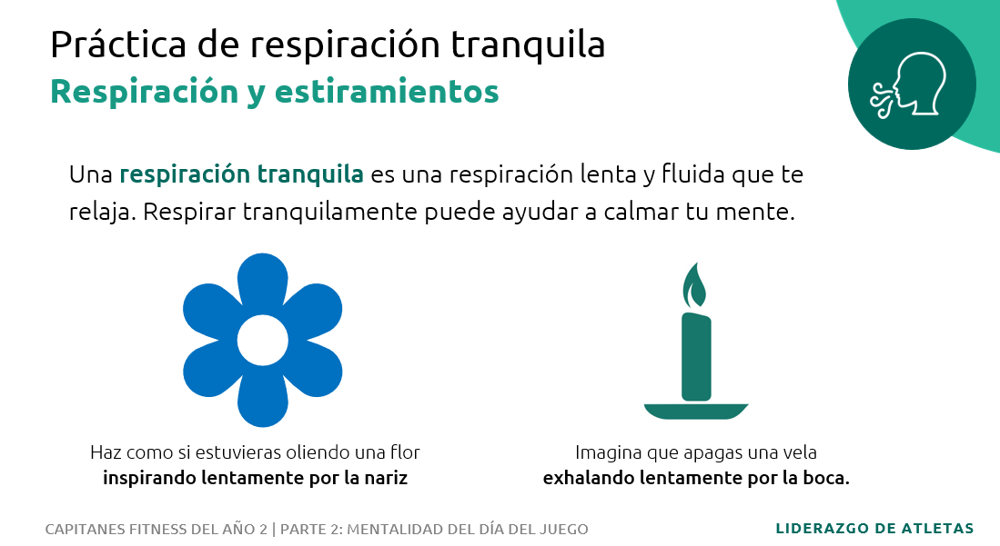 Práctica de respiración tranquila
Respiración y estiramientos
Una respiración tranquila es una respiración lenta y fluida que te
relaja. Respirar tranquilamente puede ayudar a calmar tu mente.
Haz como si estuvieras oliendo una flor
inspirando lentamente por la nariz
Imagina que apagas una vela
exhalando lentamente por la boca.
CAPITANES FITNESS DEL AÑO 2 | PARTE 2: MENTALIDAD DEL DÍA DEL JUEGO
LIDERAZGO DE ATLETAS